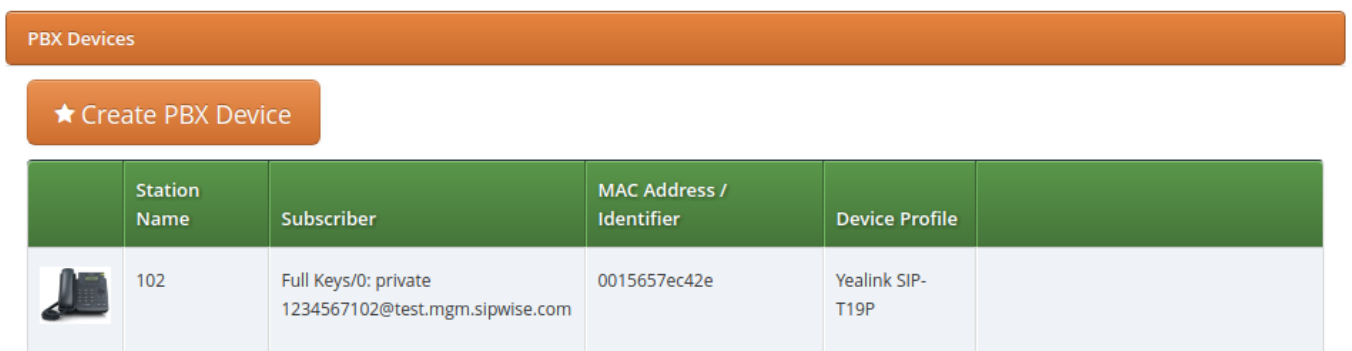 PBX Devices
Create PBX Device
Station
Name
Subscriber
MAC Address /
Identifier
Device Profile
102
Full Keys/0: private
1234567102@test.mgm.sipwise.com
0015657ec42e
Yealink SIP-
T19P